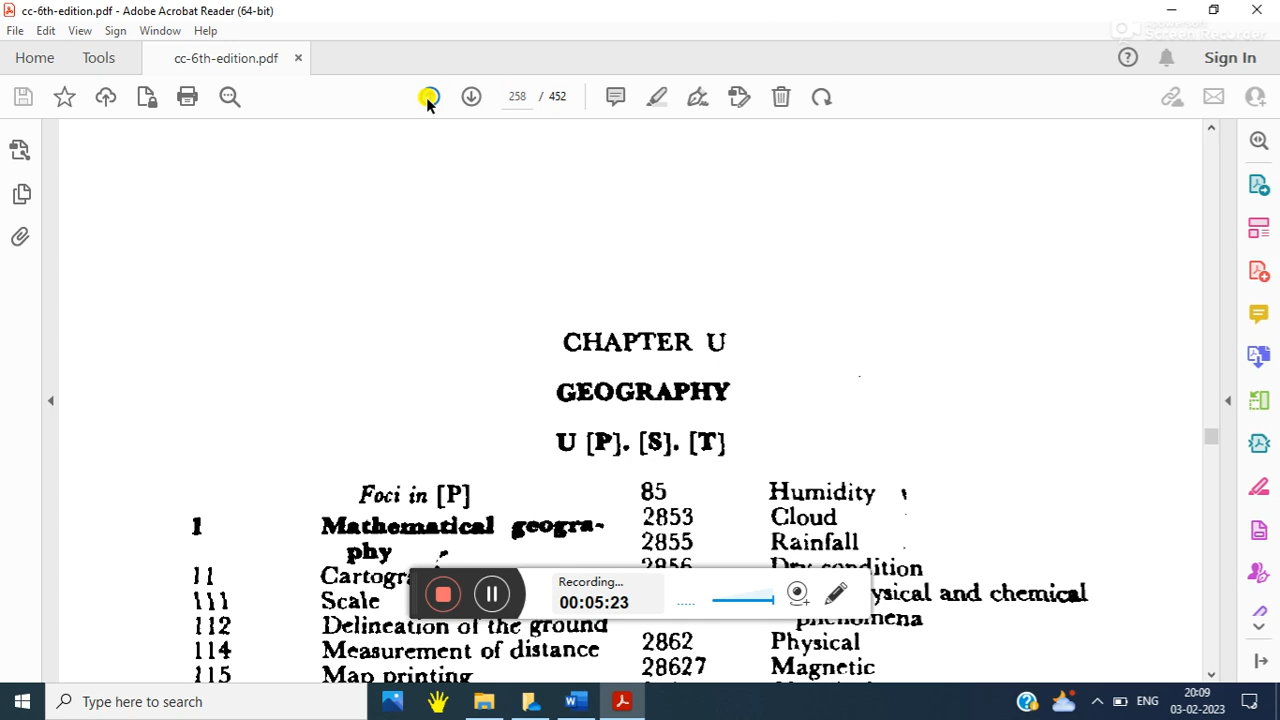 cc-6th-edition.pdf - Adobe Acrobat Reader (64-bit)
File Edit View Sign Window Help
Home Tools cc-6th-edition.pdf ×
Sign In
258 / 452
CHAPTER U
GEOGRAPHY
U [P]. [S]. [T]
Foci in [P]
1 Mathematical geogra-
phy
11
111 Scale
112 Delineation of the ground
114 Measurement of distance
115 Map printing
85 Humidity
2853 Cloud
2855 Rainfall
2856 Dry condition
and chemical
phenomena
2862 Physical
28627 Magnetic
Recording...
00:05:23
Type here to search
ENG
20:09
03-02-2023